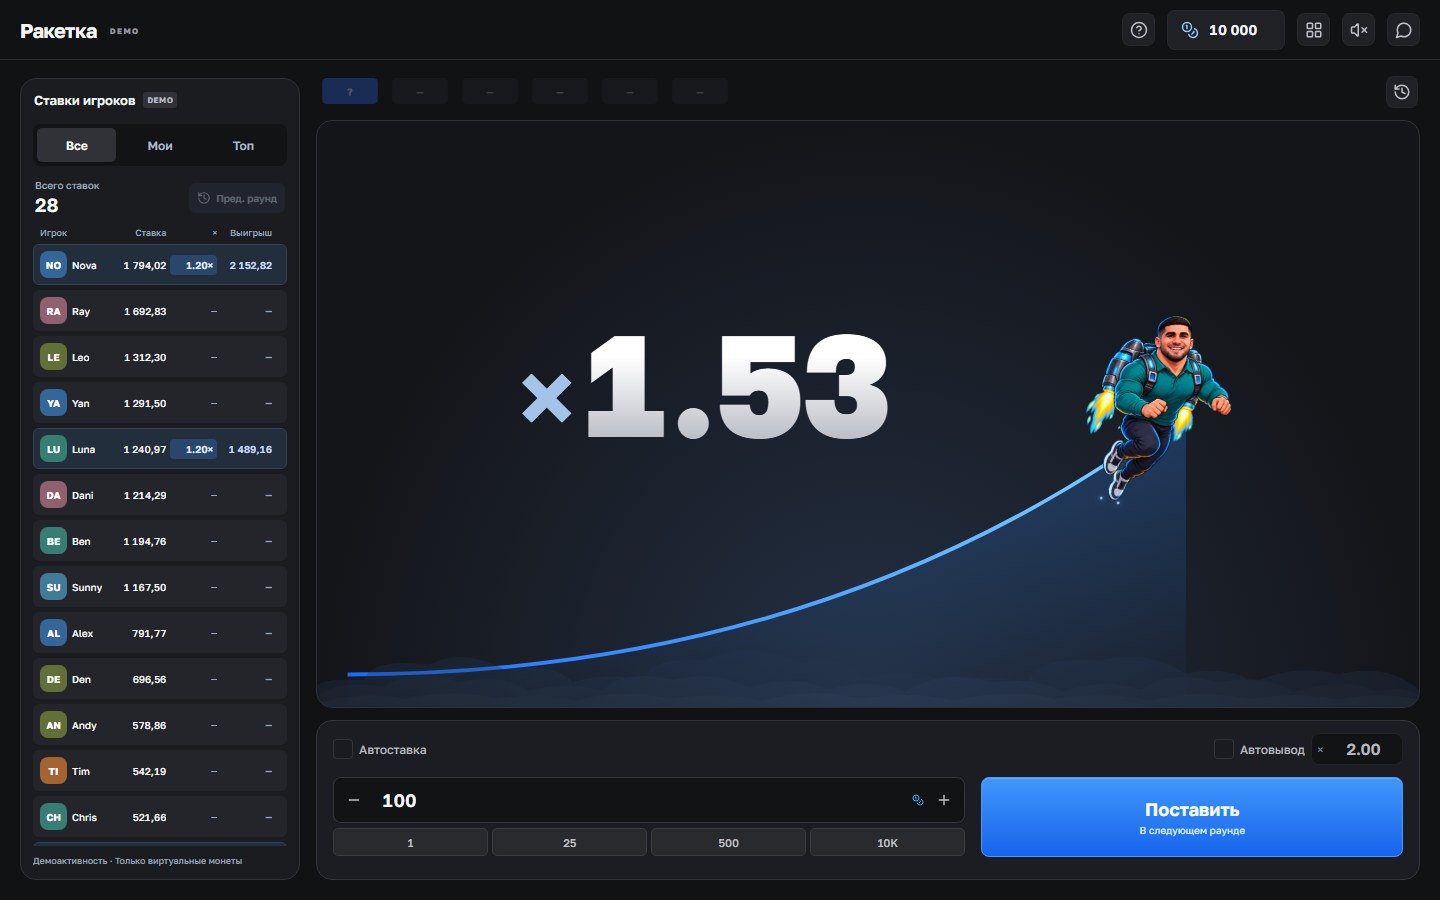 Ракетка DEMO
10 000
Ставки игроков DEMO
Все Мои Топ
Всего ставок
28
Пред. раунд
Игрок Ставка × Выигрыш
NO Nova 1 794,02 1.20× 2 152,82
RA Ray 1 692,83 – –
LE Leo 1 312,30 – –
YA Yan 1 291,50 – –
LU Luna 1 240,97 1.20× 1 489,16
DA Dani 1 214,29 – –
BE Ben 1 194,76 – –
SU Sunny 1 167,50 – –
AL Alex 791,77 – –
DE Den 696,56 – –
AN Andy 578,86 – –
TI Tim 542,19 – –
CH Chris 521,66 – –
Демоактивность · Только виртуальные монеты
? – – – – –
×1.53
Автоставка
Автовывод × 2.00
− 100 +
1 25 500 10K
Поставить
В следующем раунде